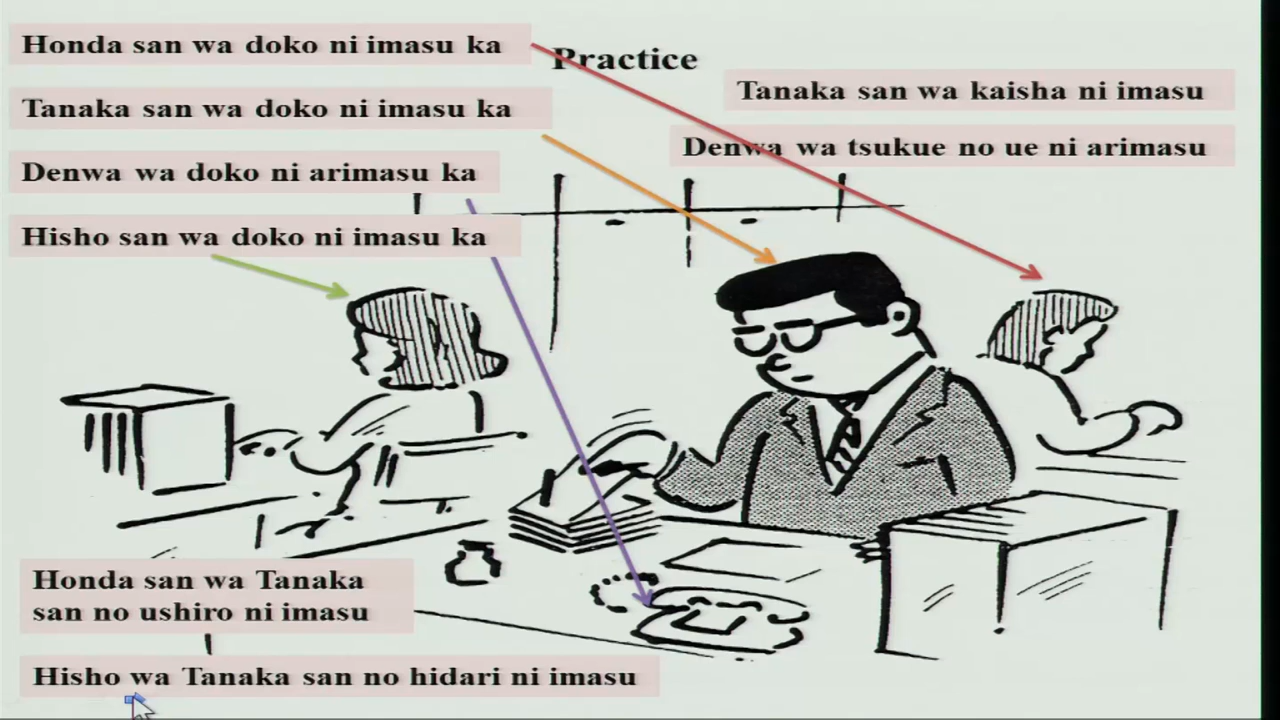 Honda san wa doko ni imasu ka
Practice
Tanaka san wa kaisha ni imasu
Tanaka san wa doko ni imasu ka
Denwa wa tsukue no ue ni arimasu
Denwa wa doko ni arimasu ka
Hisho san wa doko ni imasu ka
Honda san wa Tanaka
san no ushiro ni imasu
Hisho wa Tanaka san no hidari ni imasu